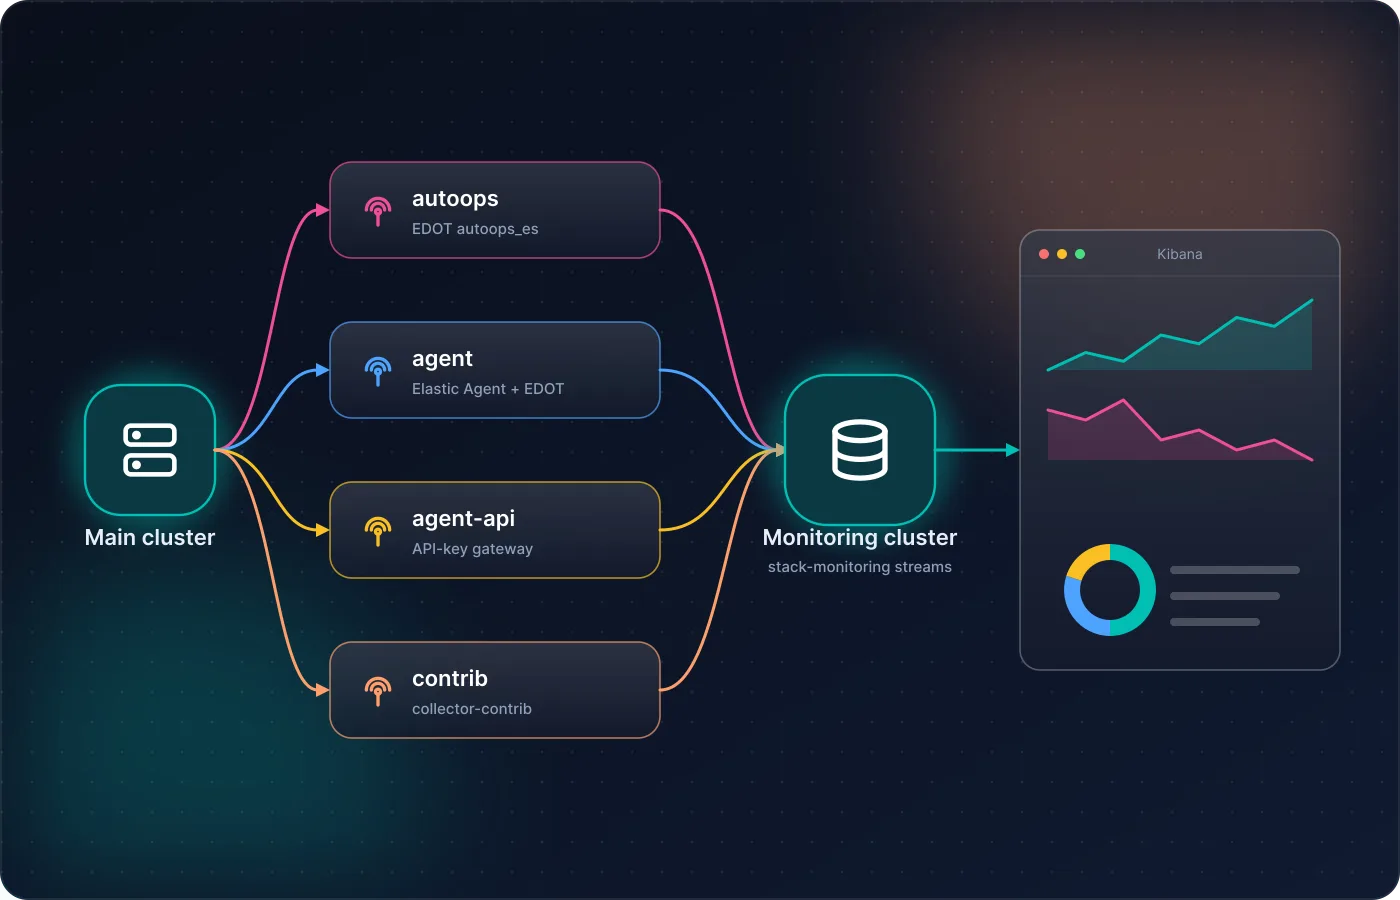 autoops
EDOT autoops_es
agent
Elastic Agent + EDOT
agent-api
API-key gateway
contrib
collector-contrib
Main cluster
Monitoring cluster
stack-monitoring streams
Kibana